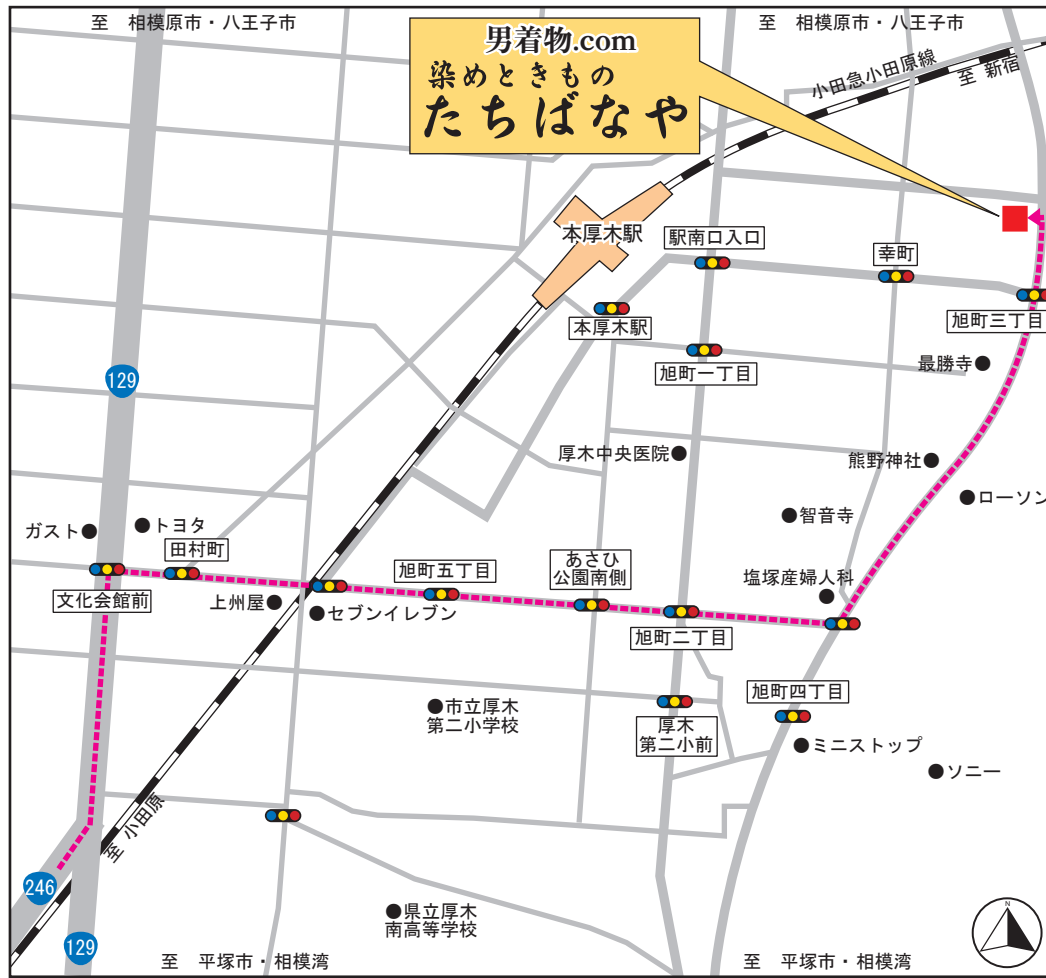 至 相模原市・八王子市
至 相模原市・八王子市
男着物.com
染めときもの
たちばなや
小田急小田原線
至 新宿
本厚木駅
駅南口入口
幸町
本厚木駅
旭町三丁目
旭町一丁目
最勝寺
129
厚木中央医院
熊野神社
ローソン
智音寺
ガスト
トヨタ
田村町
旭町五丁目
あさひ
公園南側
塩塚産婦人科
文化会館前
上州屋
セブンイレブン
旭町二丁目
市立厚木
第二小学校
旭町四丁目
厚木
第二小前
ミニストップ
ソニー
至 小田原
246
県立厚木
南高等学校
129
至 平塚市・相模湾
至 平塚市・相模湾
N